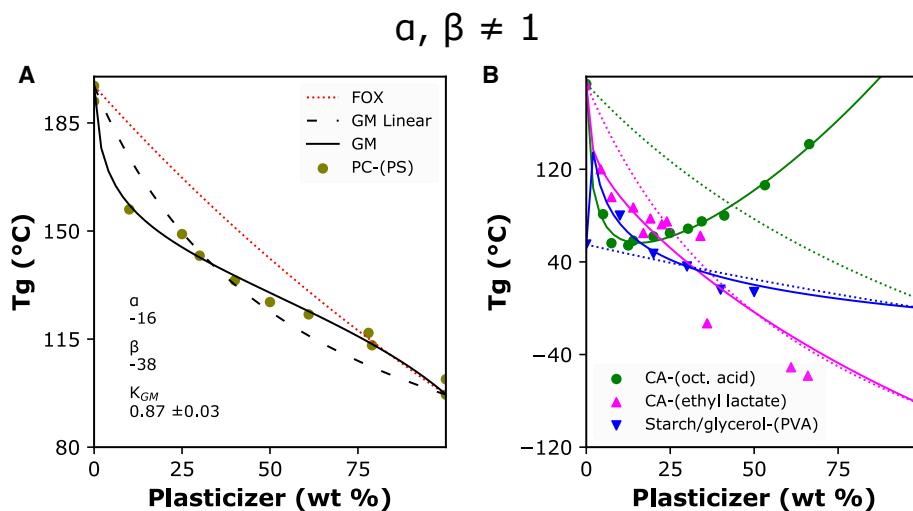 α, β ≠ 1
A
B
Tg (°C)
185
150
115
80
FOX
GM Linear
GM
PC-(PS)
α
-16
β
-38
K_GM
0.87 ±0.03
0
25
50
75
Plasticizer (wt %)
Tg (°C)
120
40
−40
−120
CA-(oct. acid)
CA-(ethyl lactate)
Starch/glycerol-(PVA)
0
25
50
75
Plasticizer (wt %)